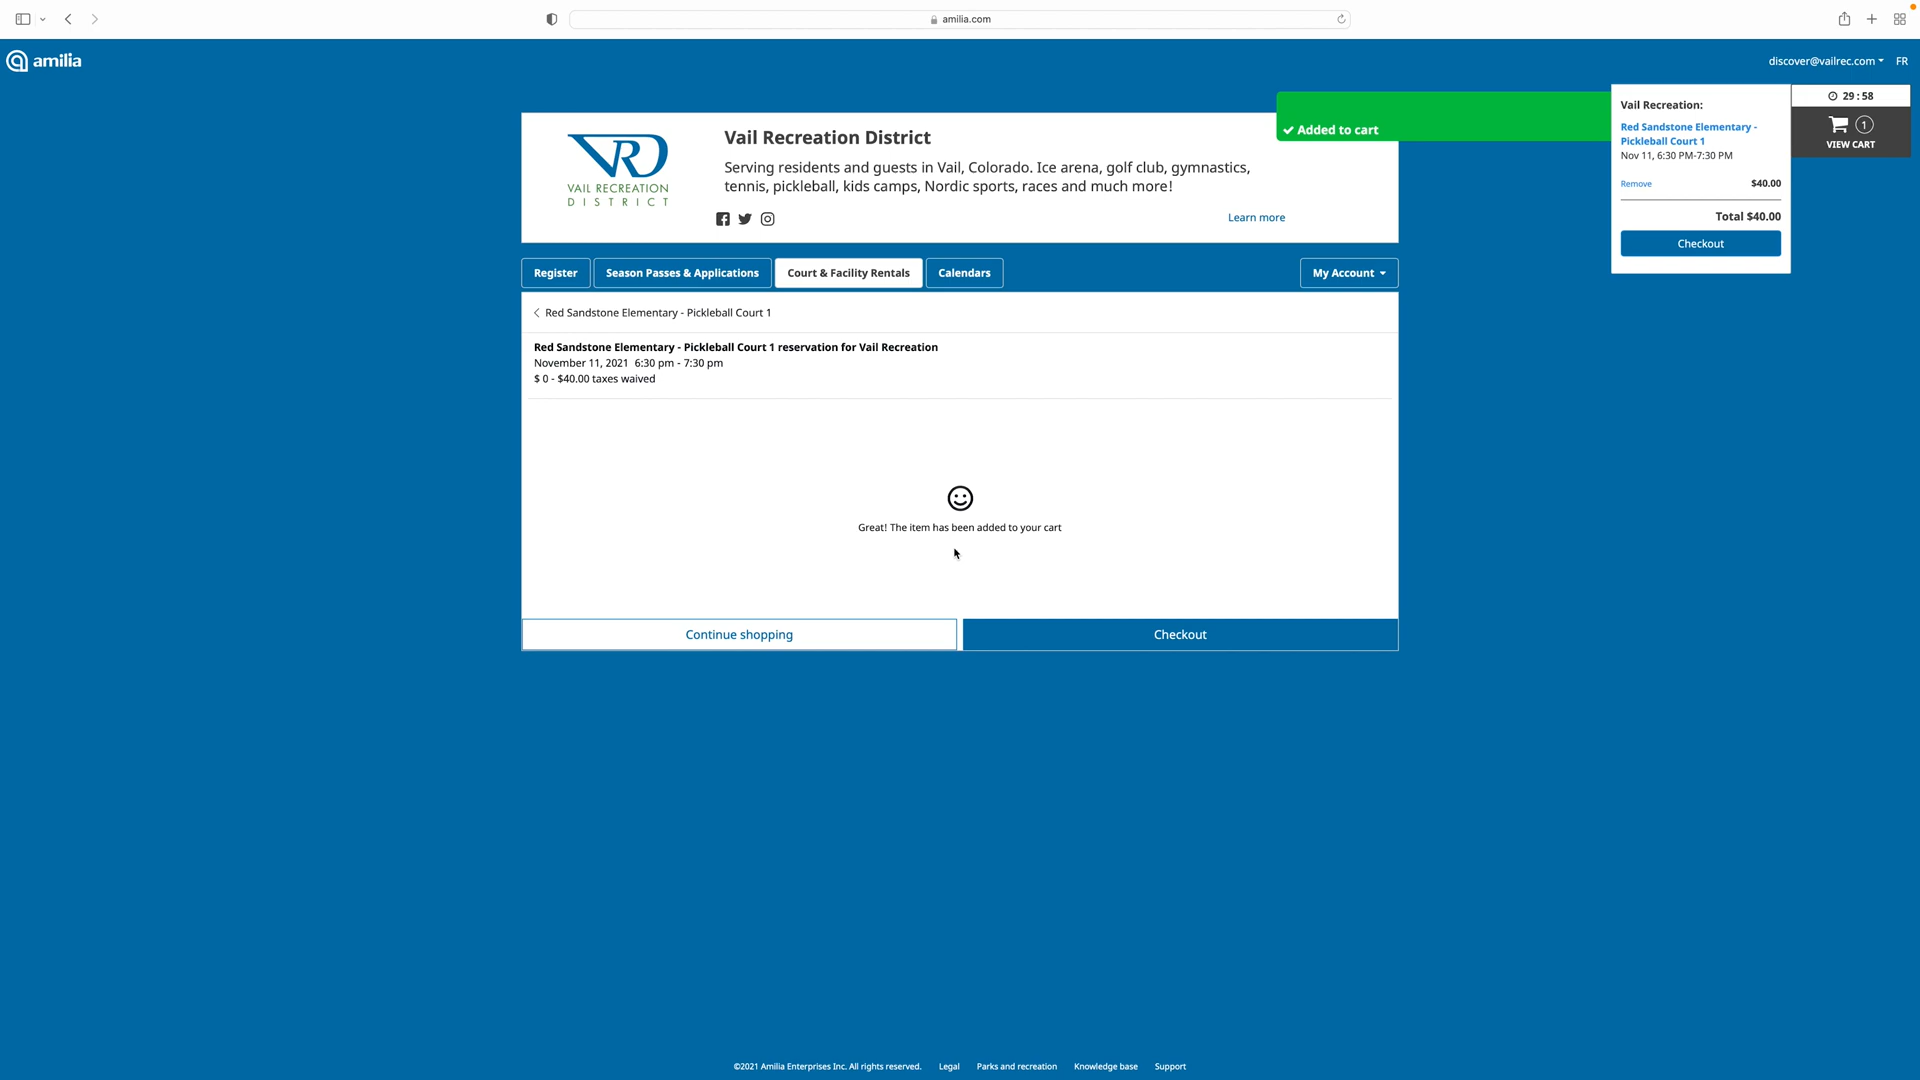 amilia.com
amilia
discover@vailrec.com
FR
Added to cart
Vail Recreation:
Red Sandstone Elementary -
Pickleball Court 1
Nov 11, 6:30 PM-7:30 PM
Remove
$40.00
Total $40.00
Checkout
29 : 58
1
VIEW CART
VRD
VAIL RECREATION
DISTRICT
Vail Recreation District
Serving residents and guests in Vail, Colorado. Ice arena, golf club, gymnastics,
tennis, pickleball, kids camps, Nordic sports, races and much more!
Learn more
Register
Season Passes & Applications
Court & Facility Rentals
Calendars
My Account
Red Sandstone Elementary - Pickleball Court 1
Red Sandstone Elementary - Pickleball Court 1 reservation for Vail Recreation
November 11, 2021 6:30 pm - 7:30 pm
$ 0 - $40.00 taxes waived
Great! The item has been added to your cart
Continue shopping
Checkout
©2021 Amilia Enterprises Inc. All rights reserved.
Legal
Parks and recreation
Knowledge base
Support